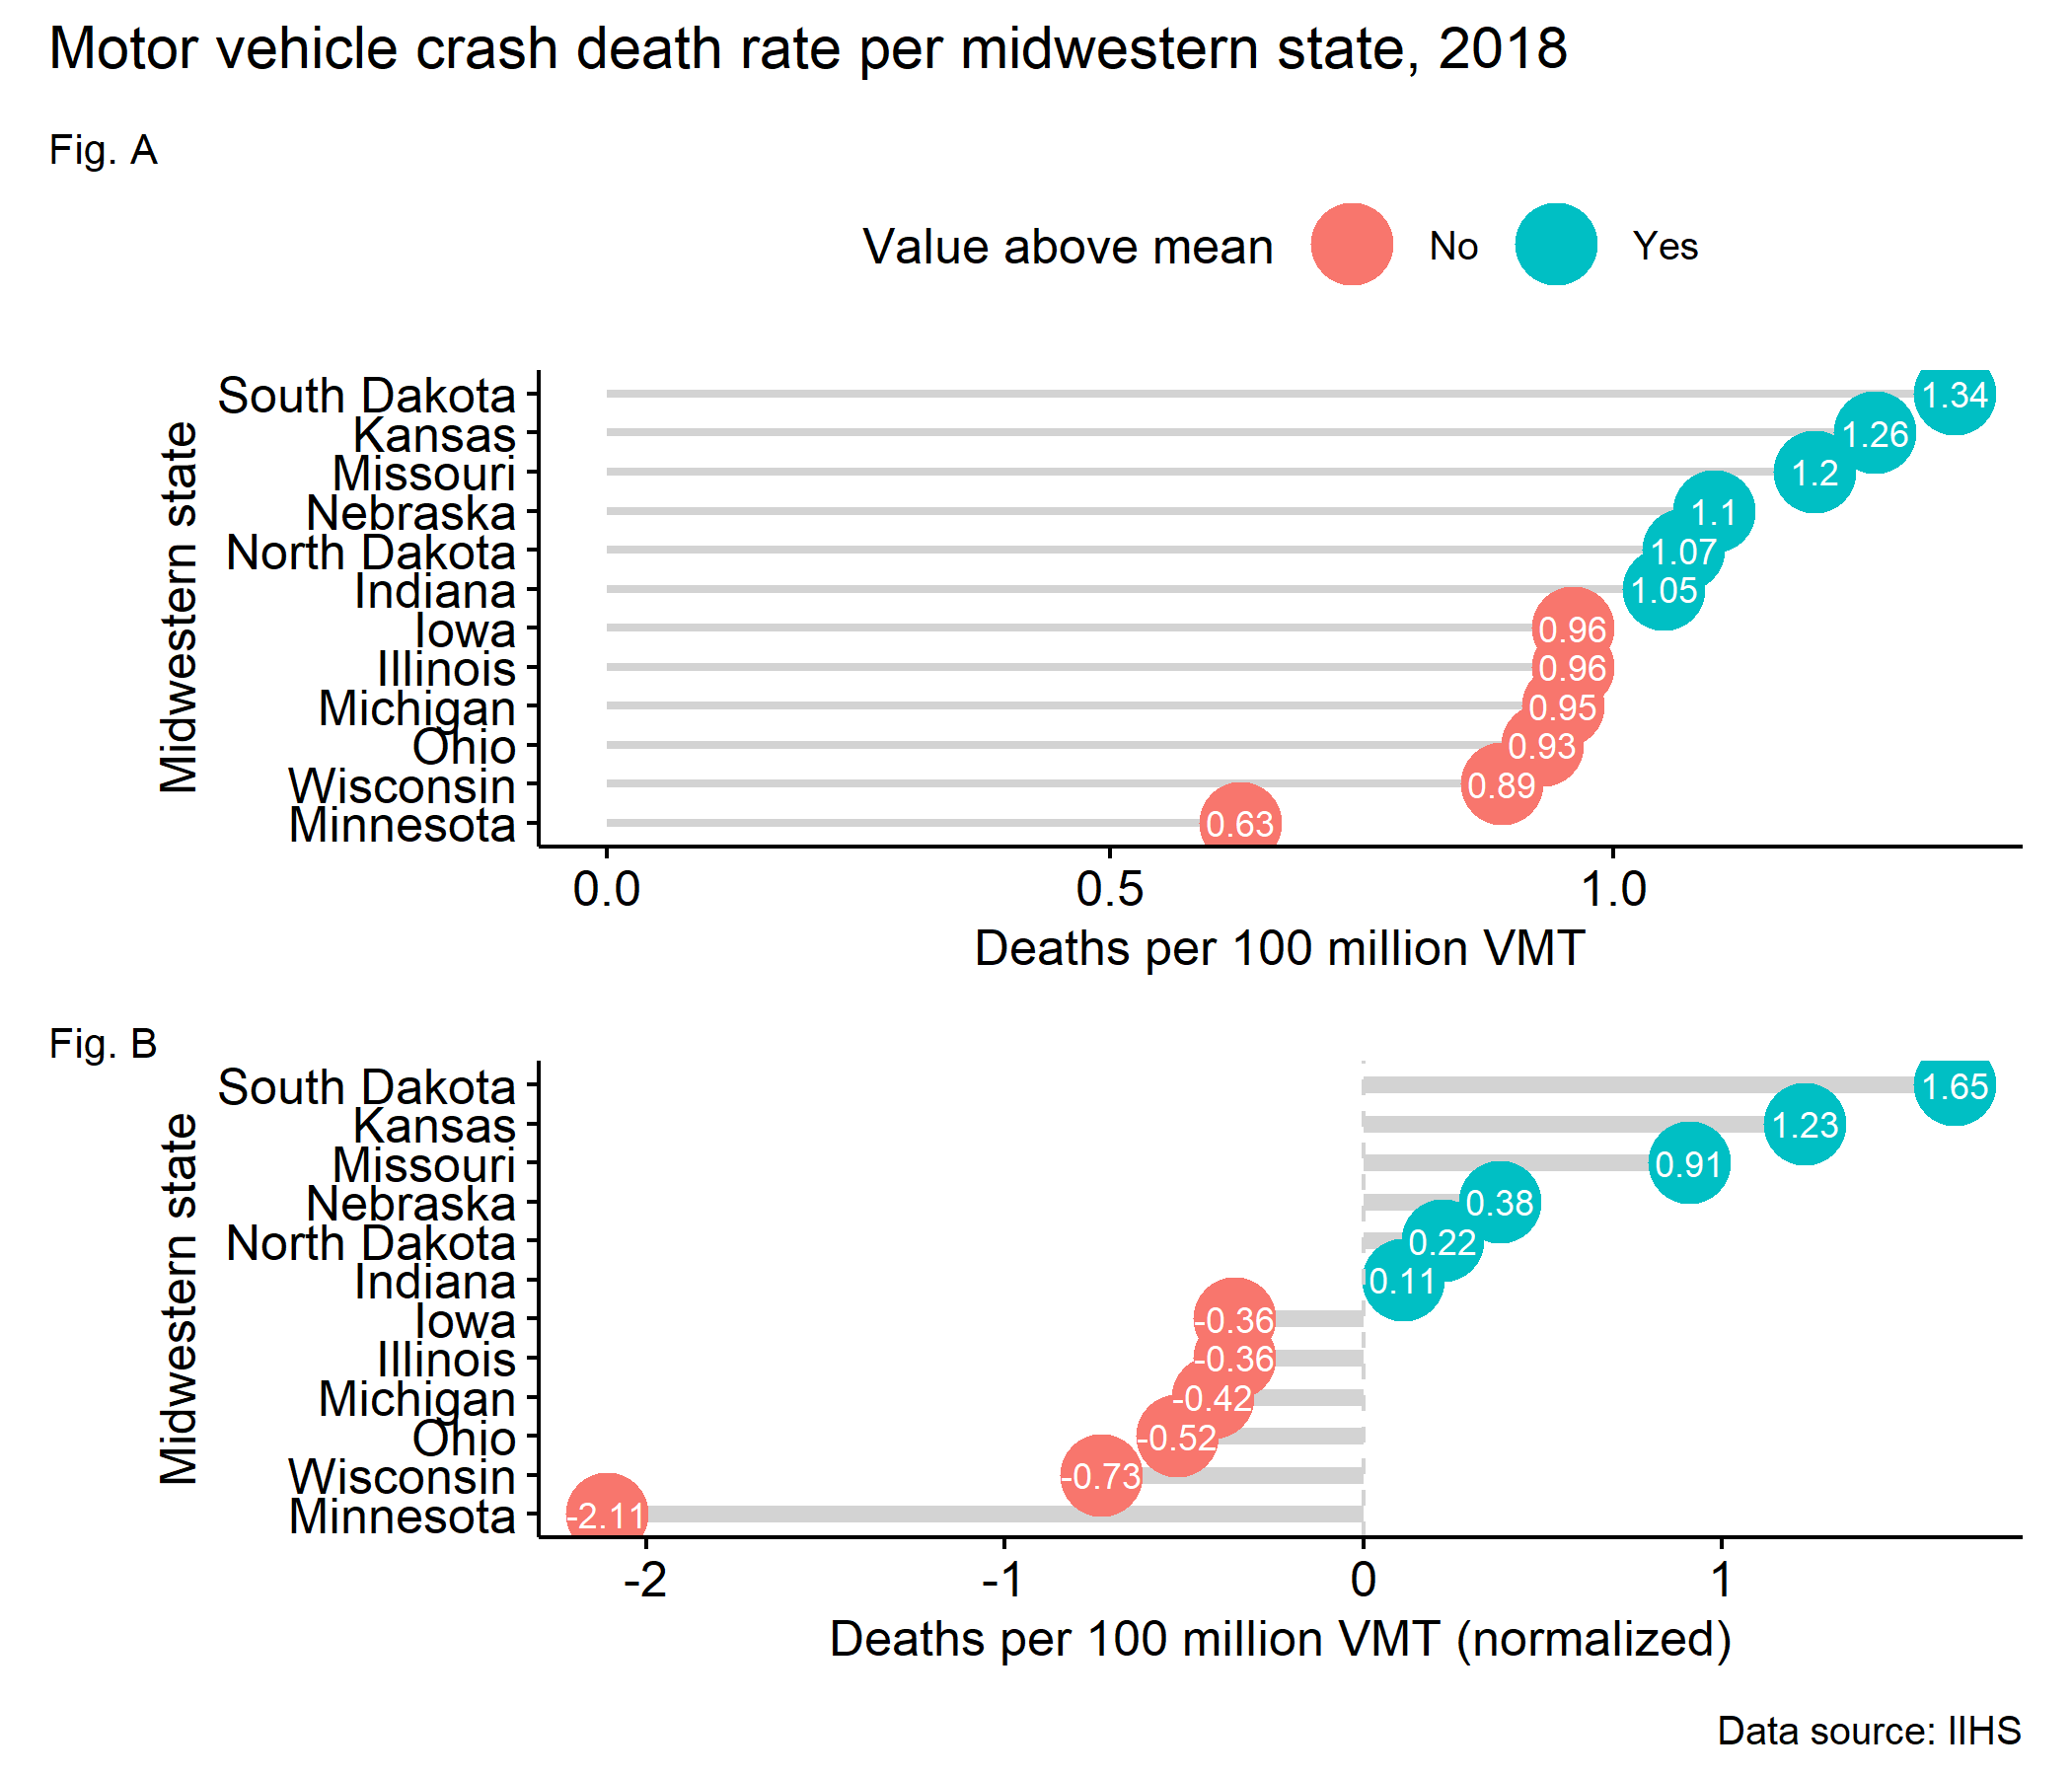 Motor vehicle crash death rate per midwestern state, 2018
Fig. A
Value above mean No Yes
Midwestern state
South Dakota 1.34
Kansas 1.26
Missouri 1.2
Nebraska 1.1
North Dakota 1.07
Indiana 1.05
Iowa 0.96
Illinois 0.96
Michigan 0.95
Ohio 0.93
Wisconsin 0.89
Minnesota 0.63
0.0 0.5 1.0
Deaths per 100 million VMT
Fig. B
Midwestern state
South Dakota 1.65
Kansas 1.23
Missouri 0.91
Nebraska 0.38
North Dakota 0.22
Indiana 0.11
Iowa -0.36
Illinois -0.36
Michigan -0.42
Ohio -0.52
Wisconsin -0.73
Minnesota -2.11
-2 -1 0 1
Deaths per 100 million VMT (normalized)
Data source: IIHS